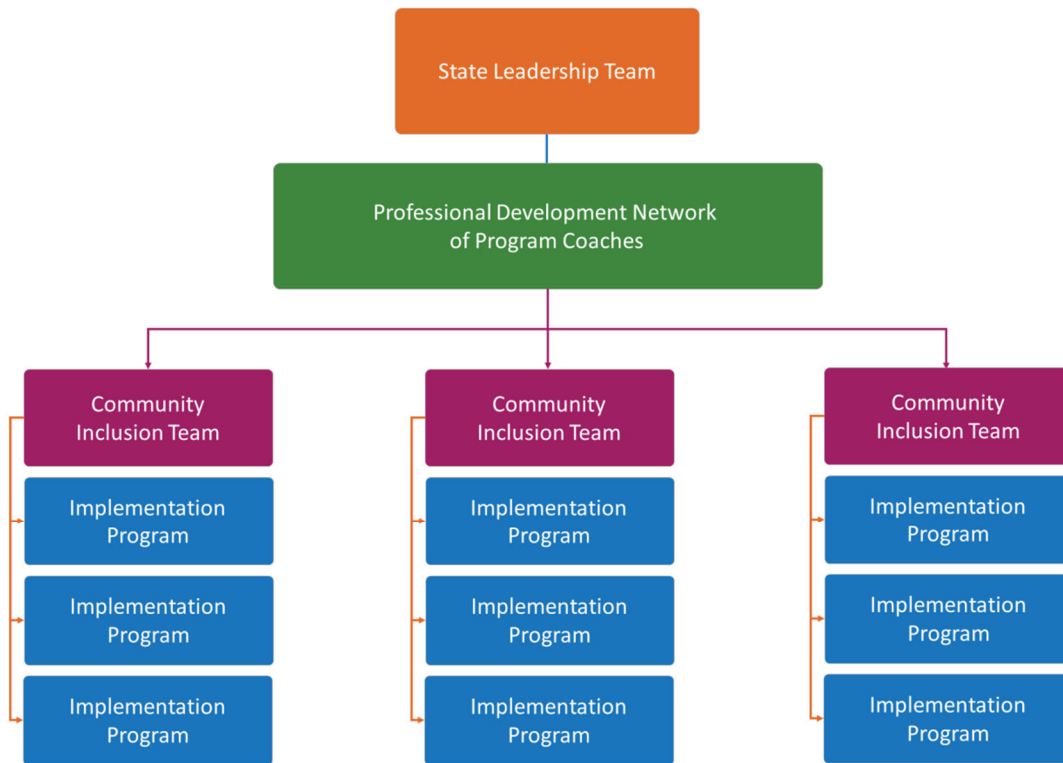 State Leadership Team
Professional Development Network
of Program Coaches
Community
Inclusion Team
Implementation
Program
Implementation
Program
Implementation
Program
Community
Inclusion Team
Implementation
Program
Implementation
Program
Implementation
Program
Community
Inclusion Team
Implementation
Program
Implementation
Program
Implementation
Program